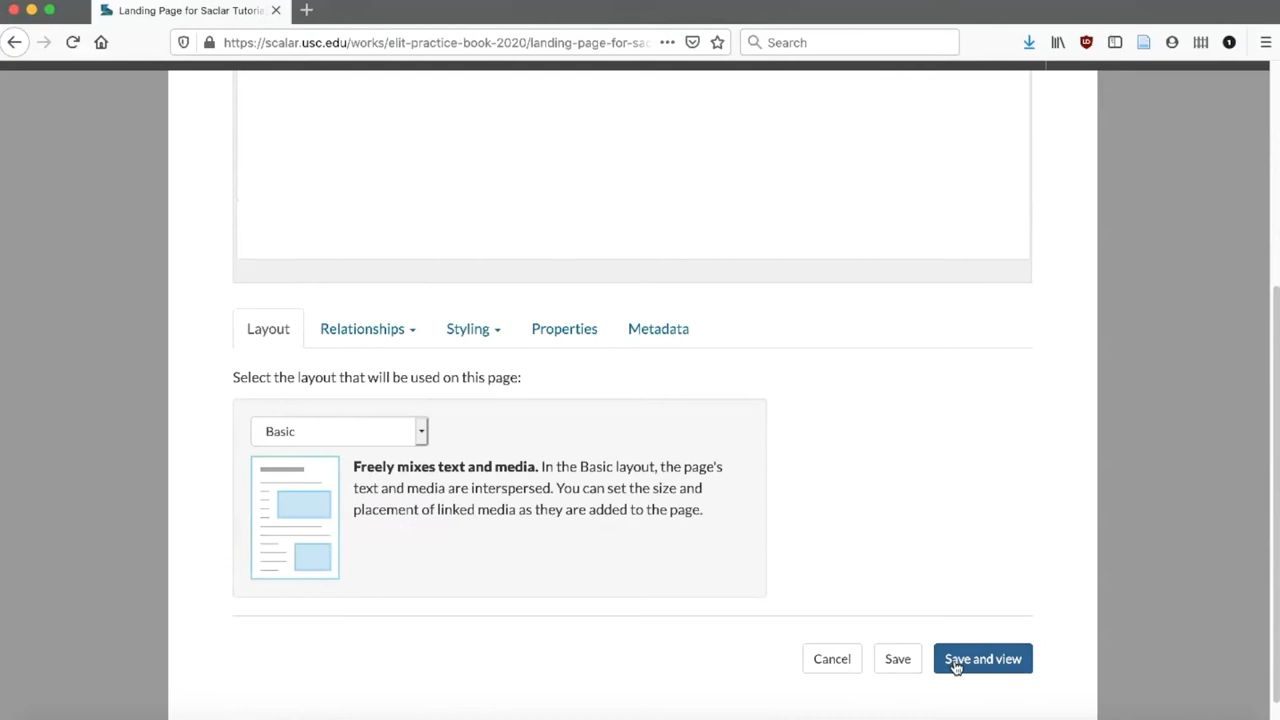 Landing Page for Saclar Tutoria
https://scalar.usc.edu/works/elit-practice-book-2020/landing-page-for-sac
Search
Layout
Relationships
Styling
Properties
Metadata
Select the layout that will be used on this page:
Basic
Freely mixes text and media. In the Basic layout, the page's
text and media are interspersed. You can set the size and
placement of linked media as they are added to the page.
Cancel
Save
Save and view